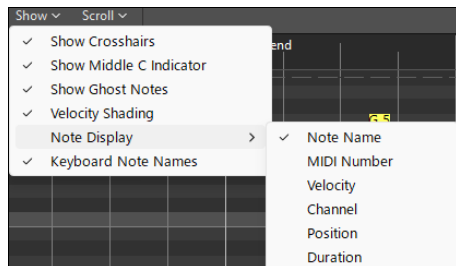 Show Scroll
Show Crosshairs
end
Show Middle C Indicator
Show Ghost Notes
Velocity Shading
G 5
Note Display
Note Name
Keyboard Note Names
MIDI Number
Velocity
Channel
Position
Duration